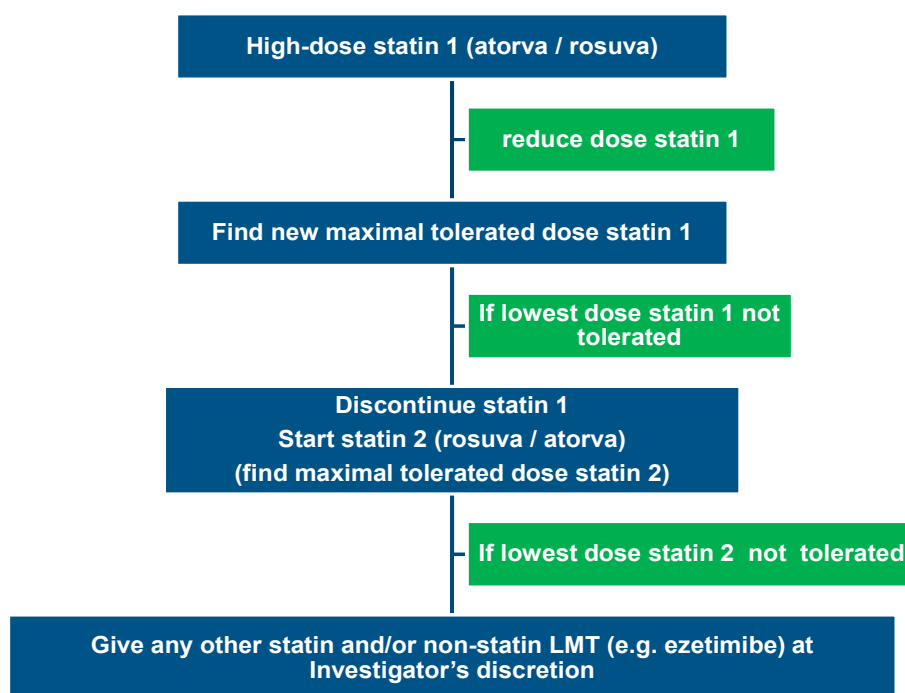 High-dose statin 1 (atorva / rosuva)
reduce dose statin 1
Find new maximal tolerated dose statin 1
If lowest dose statin 1 not
tolerated
Discontinue statin 1
Start statin 2 (rosuva / atorva)
(find maximal tolerated dose statin 2)
If lowest dose statin 2 not tolerated
Give any other statin and/or non-statin LMT (e.g. ezetimibe) at
Investigator's discretion